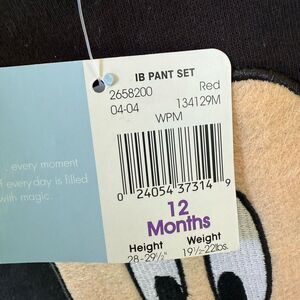 IB PANT SET
2658200 Red
04-04 134129M
WPM
, every moment
everyday is filled
with magic.
0 24054 37314 9
12
Months
Height Weight
28-29½" 19½-22lbs.